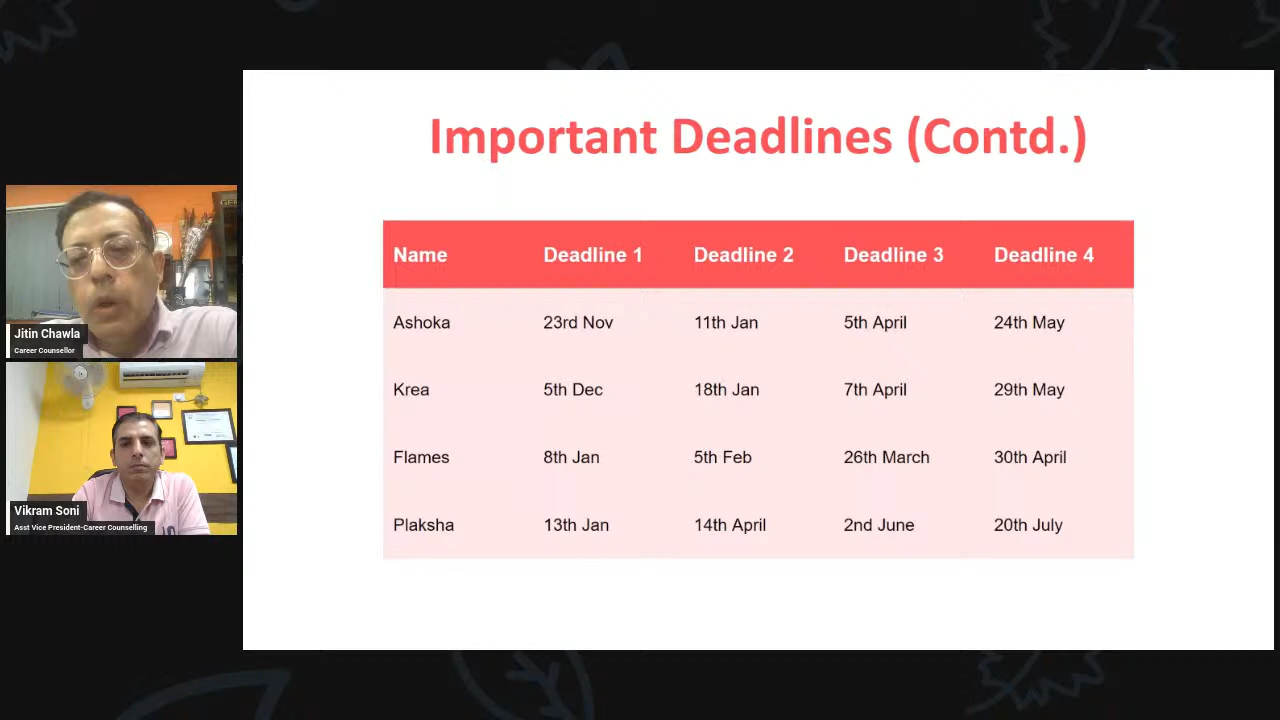 Important Deadlines (Contd.)
Name Deadline 1 Deadline 2 Deadline 3 Deadline 4
Ashoka 23rd Nov 11th Jan 5th April 24th May
Krea 5th Dec 18th Jan 7th April 29th May
Flames 8th Jan 5th Feb 26th March 30th April
Plaksha 13th Jan 14th April 2nd June 20th July
Jitin Chawla
Career Counsellor
Vikram Soni
Asst Vice President-Career Counselling